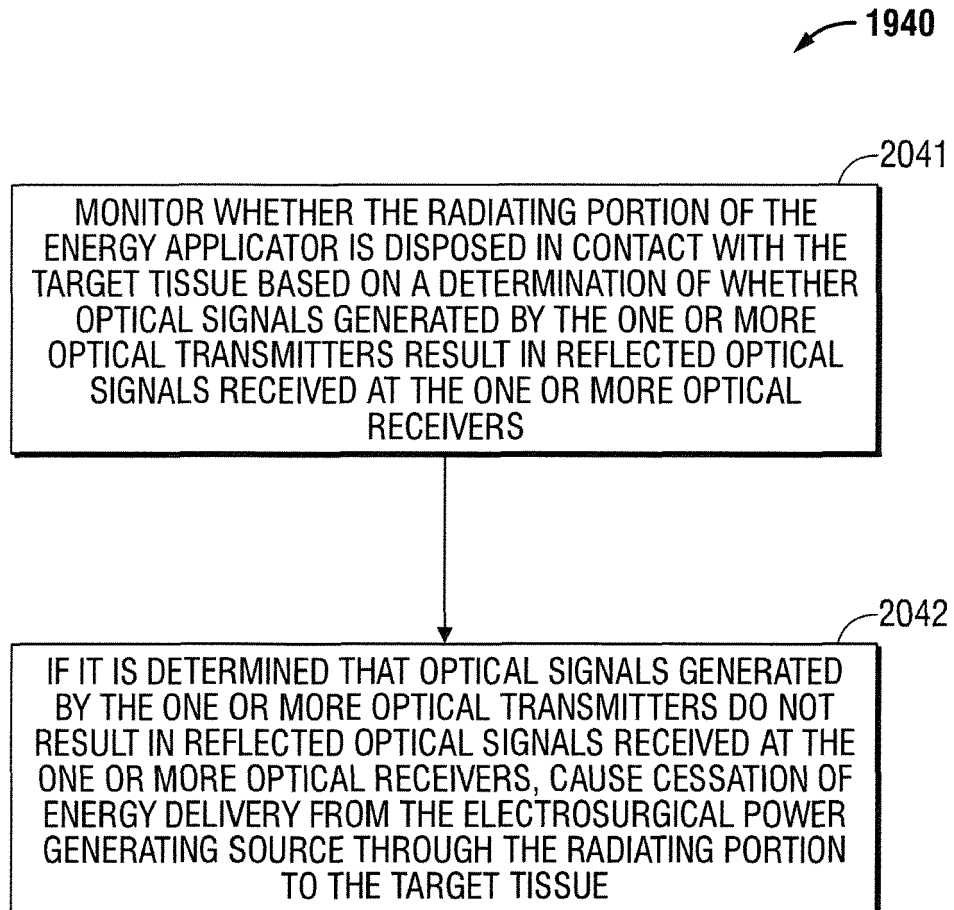 1940
2041
MONITOR WHETHER THE RADIATING PORTION OF THE
ENERGY APPLICATOR IS DISPOSED IN CONTACT WITH THE
TARGET TISSUE BASED ON A DETERMINATION OF WHETHER
OPTICAL SIGNALS GENERATED BY THE ONE OR MORE
OPTICAL TRANSMITTERS RESULT IN REFLECTED OPTICAL
SIGNALS RECEIVED AT THE ONE OR MORE OPTICAL
RECEIVERS
2042
IF IT IS DETERMINED THAT OPTICAL SIGNALS GENERATED
BY THE ONE OR MORE OPTICAL TRANSMITTERS DO NOT
RESULT IN REFLECTED OPTICAL SIGNALS RECEIVED AT THE
ONE OR MORE OPTICAL RECEIVERS, CAUSE CESSATION OF
ENERGY DELIVERY FROM THE ELECTROSURGICAL POWER
GENERATING SOURCE THROUGH THE RADIATING PORTION
TO THE TARGET TISSUE